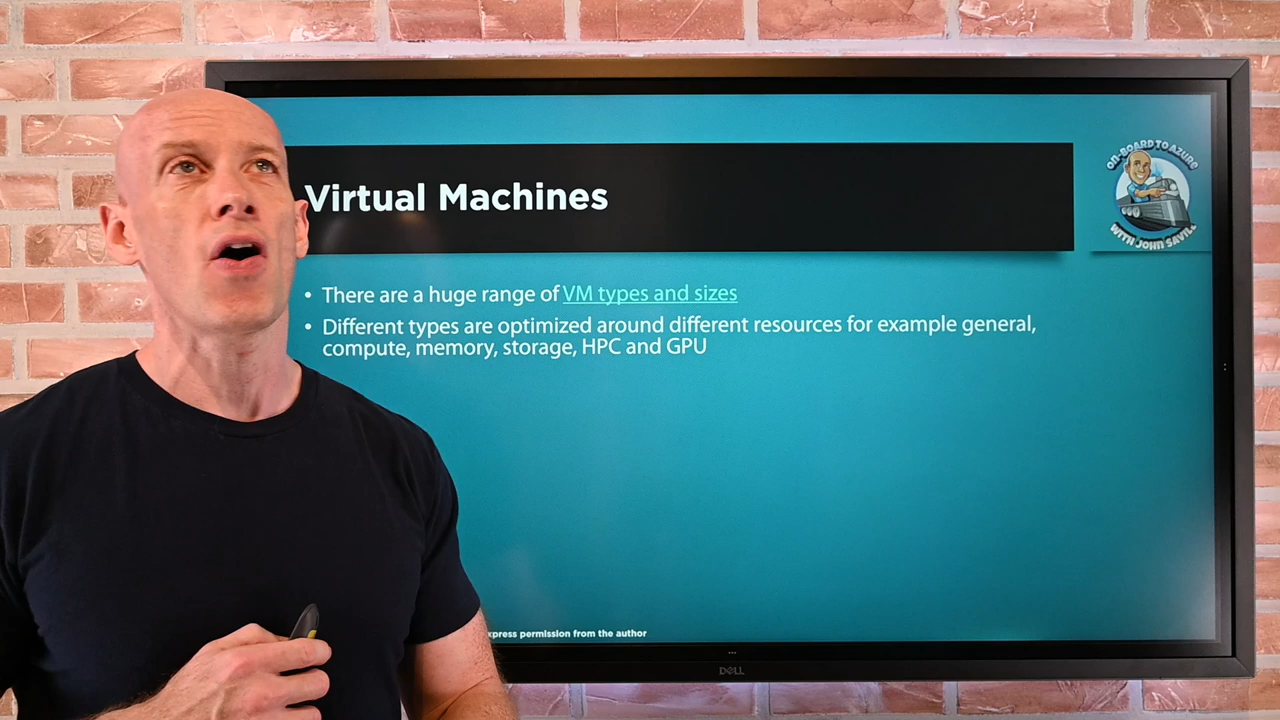 Virtual Machines
ON-BOARD TO AZURE
WITH JOHN SAVILL
• There are a huge range of VM types and sizes
• Different types are optimized around different resources for example general,
compute, memory, storage, HPC and GPU
press permission from the author
DELL